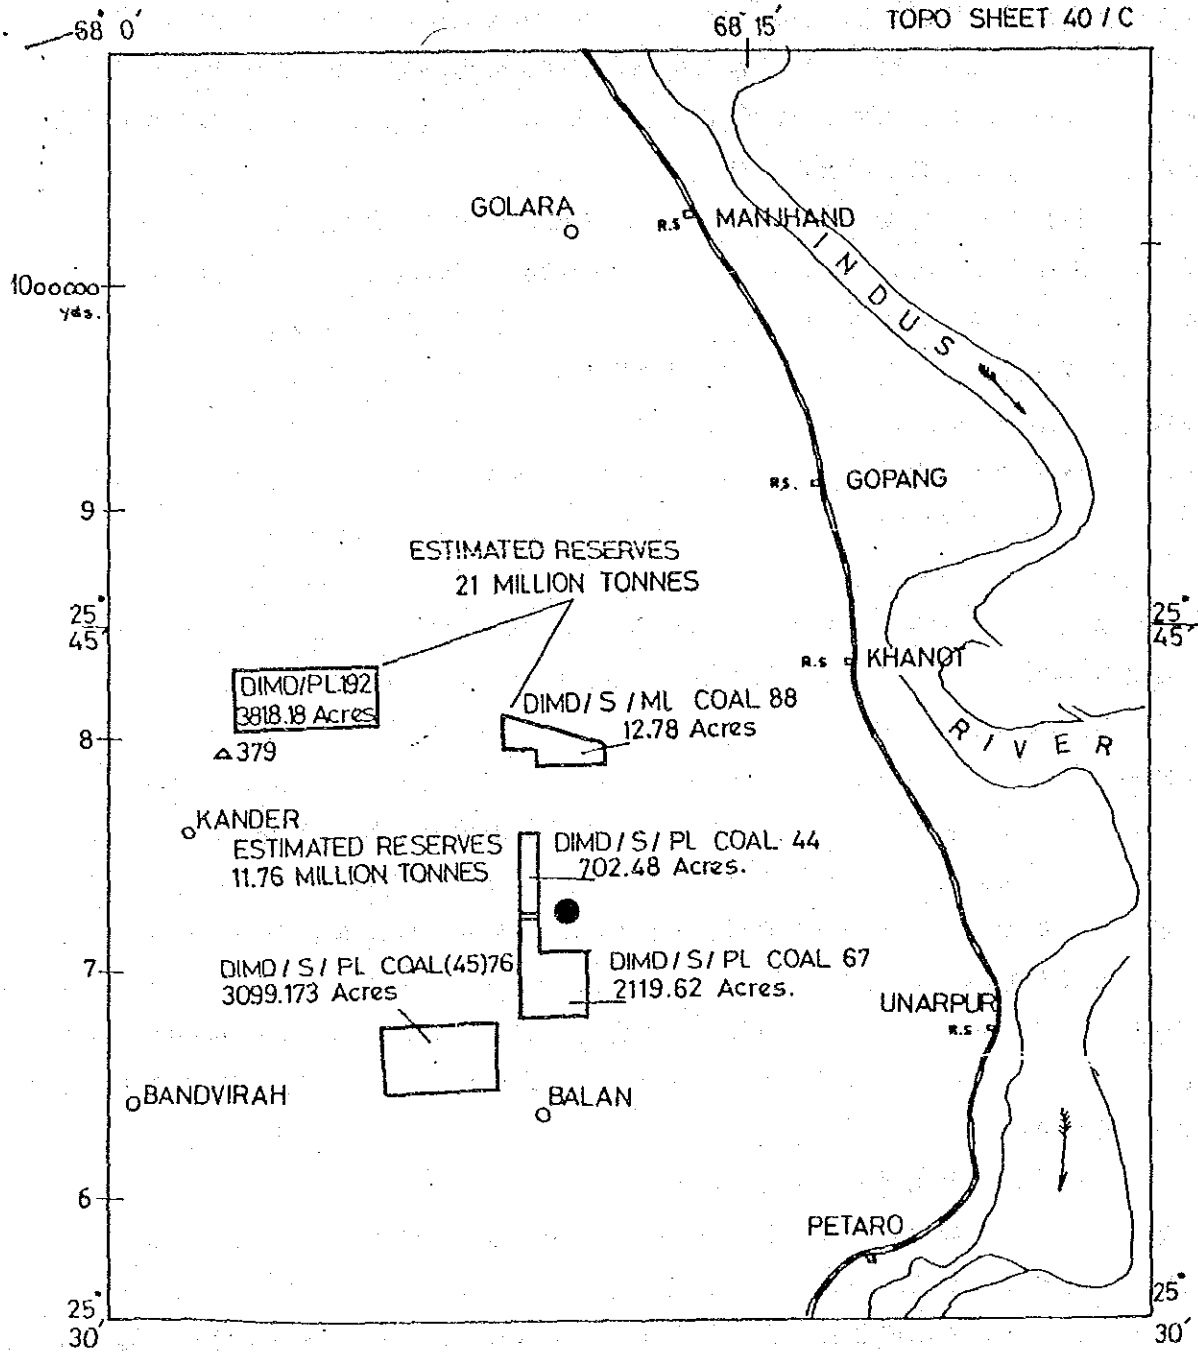 68° 0'
68° 15'
TOPO SHEET 40 / C
GOLARA
R.S
MANJHAND
INDUS
1000000
yds.
9
R.S.
GOPANG
ESTIMATED RESERVES
21 MILLION TONNES
25°
45'
25°
45'
R.S
KHANOT
DIMD/PL.192
3818.18 Acres
DIMD / S / ML COAL 88
12.78 Acres
RIVER
8
379
KANDER
ESTIMATED RESERVES
11.76 MILLION TONNES
DIMD / S / PL COAL 44
702.48 Acres.
7
DIMD / S / PL COAL(45)76
3099.173 Acres
DIMD / S / PL COAL 67
2119.62 Acres.
UNARPUR
R.S
BANDVIRAH
BALAN
6
PETARO
25°
30'
25°
30'